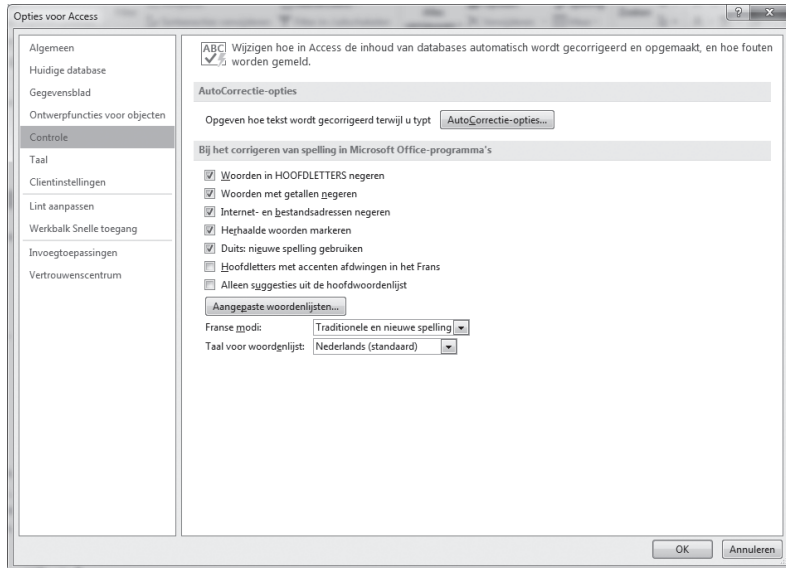 Opties voor Access
Algemeen
Huidige database
Gegevensblad
Ontwerpfuncties voor objecten
Controle
Taal
Clientinstellingen
Lint aanpassen
Werkbalk Snelle toegang
Invoegtoepassingen
Vertrouwenscentrum
ABC
Wijzigen hoe in Access de inhoud van databases automatisch wordt gecorrigeerd en opgemaakt, en hoe fouten
worden gemeld.
AutoCorrectie-opties
Opgeven hoe tekst wordt gecorrigeerd terwijl u typt AutoCorrectie-opties...
Bij het corrigeren van spelling in Microsoft Office-programma's
Woorden in HOOFDLETTERS negeren
Woorden met getallen negeren
Internet- en bestandsadressen negeren
Herhaalde woorden markeren
Duits: nieuwe spelling gebruiken
Hoofdletters met accenten afdwingen in het Frans
Alleen suggesties uit de hoofdwoordenlijst
Aangepaste woordenlijsten...
Franse modi: Traditionele en nieuwe spelling
Taal voor woordenlijst: Nederlands (standaard)
OK Annuleren